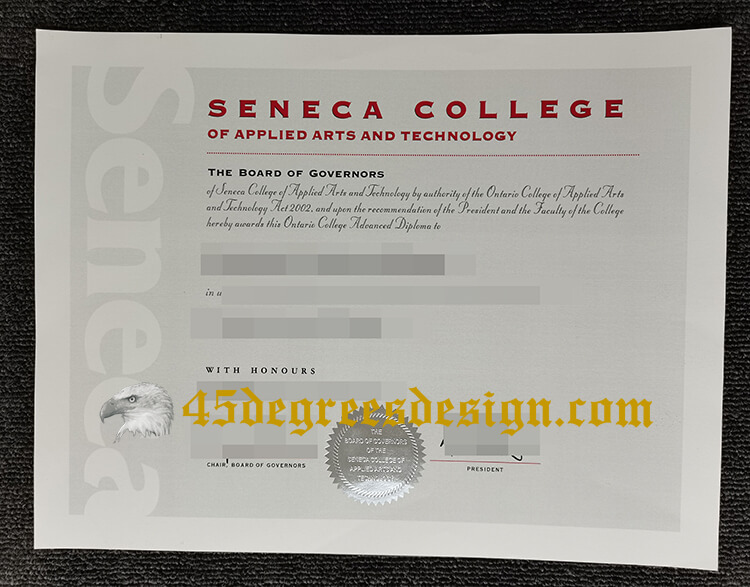 Seneca
SENECA COLLEGE
OF APPLIED ARTS AND TECHNOLOGY
THE BOARD OF GOVERNORS
of Seneca College of Applied Arts and Technology by authority of the Ontario College of Applied Arts
and Technology Act 2002, and upon the recommendation of the President and the Faculty of the College
hereby awards this Ontario College Advanced Diploma to
WITH HONOURS
45degreesdesign.com
THE
BOARD OF GOVERNORS
OF THE
SENECA COLLEGE OF
APPLIED ARTS AND
CHAIR, BOARD OF GOVERNORS
PRESIDENT